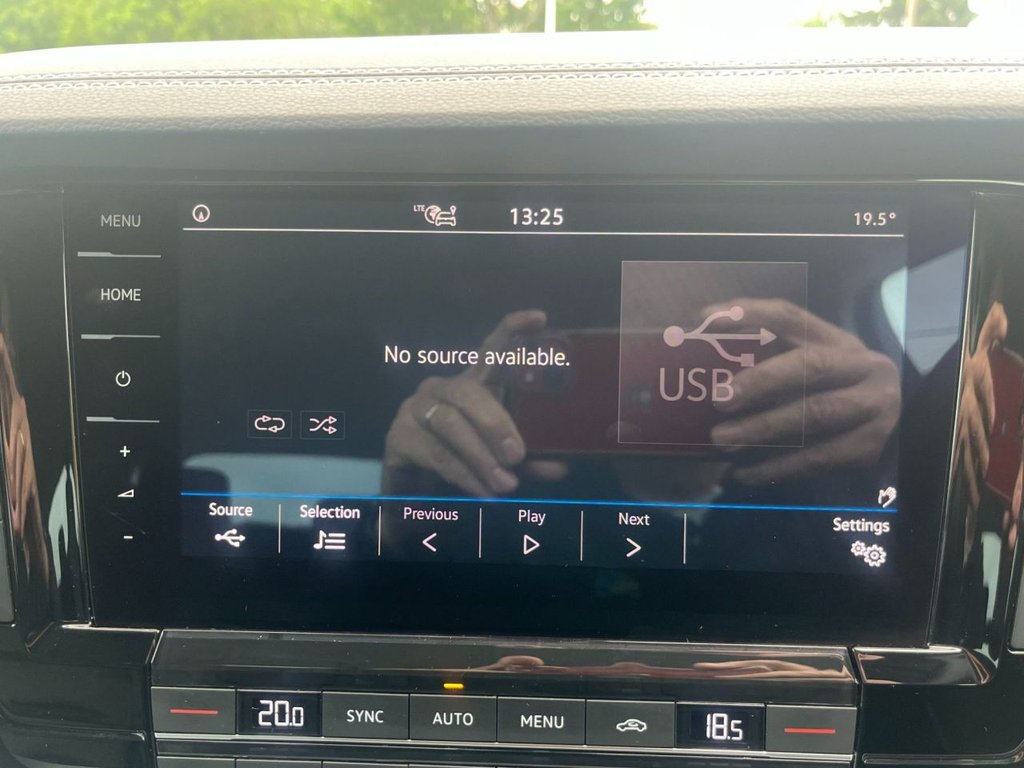 MENU
HOME
+
-
LTE
13:25
19.5°
No source available.
USB
Source
Selection
Previous
Play
Next
Settings
20.0
SYNC
AUTO
MENU
18.5